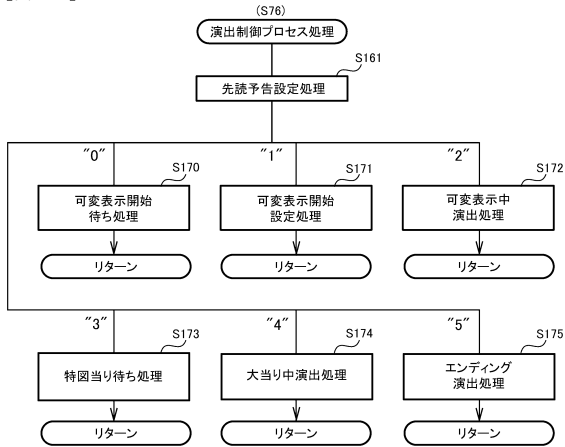 (S76)
演出制御プロセス処理
S161
先読予告設定処理
"0"
"1"
"2"
S170
可変表示開始
待ち処理
S171
可変表示開始
設定処理
S172
可変表示中
演出処理
リターン
リターン
リターン
"3"
"4"
"5"
S173
特図当り待ち処理
S174
大当り中演出処理
S175
エンディング
演出処理
リターン
リターン
リターン